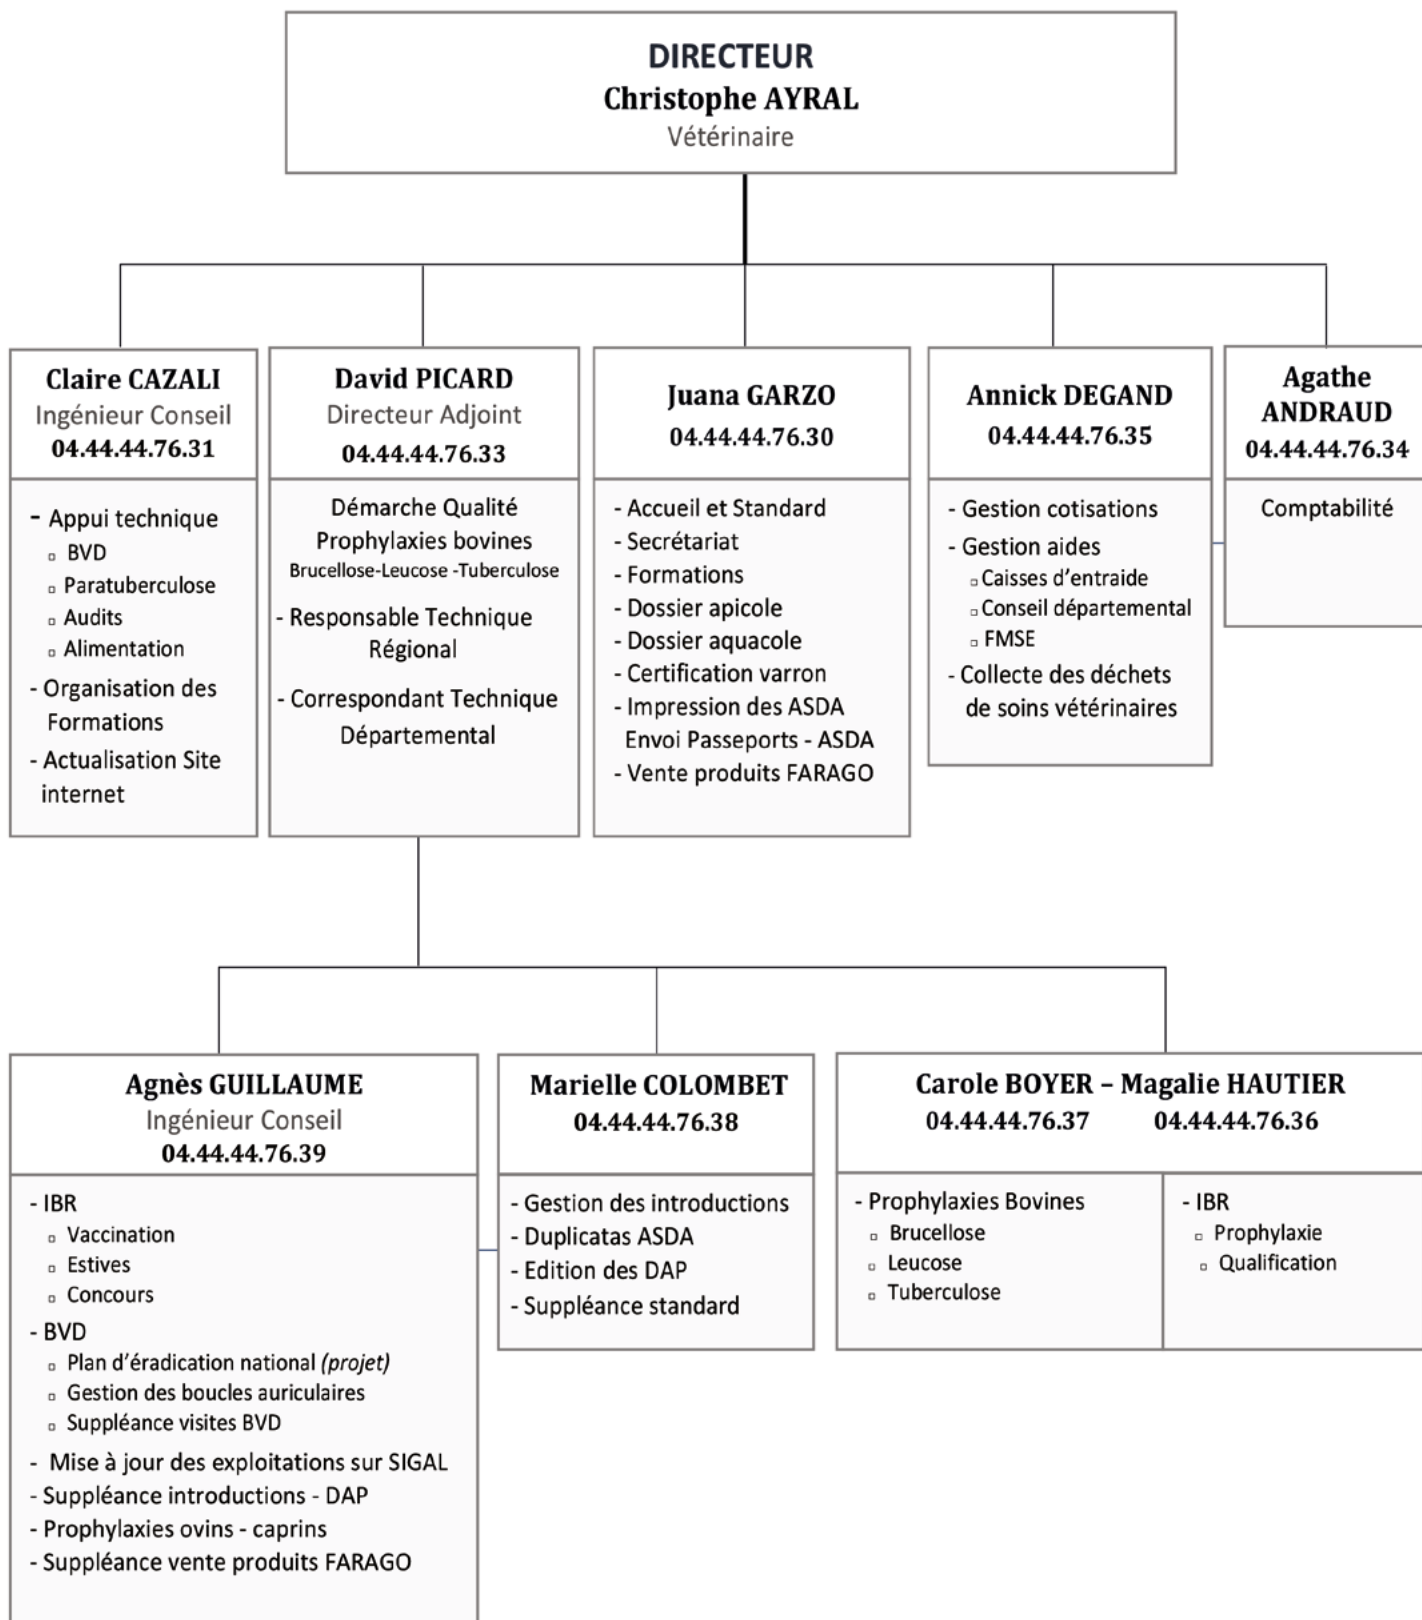 DIRECTEUR
Christophe AYRAL
Vétérinaire
Claire CAZALI
Ingénieur Conseil
04.44.44.76.31
- Appui technique
▫ BVD
▫ Paratuberculose
▫ Audits
▫ Alimentation
- Organisation des
Formations
- Actualisation Site
internet
David PICARD
Directeur Adjoint
04.44.44.76.33
Démarche Qualité
Prophylaxies bovines
Brucellose-Leucose -Tuberculose
- Responsable Technique
Régional
- Correspondant Technique
Départemental
Juana GARZO
04.44.44.76.30
- Accueil et Standard
- Secrétariat
- Formations
- Dossier apicole
- Dossier aquacole
- Certification varron
- Impression des ASDA
Envoi Passeports - ASDA
- Vente produits FARAGO
Annick DEGAND
04.44.44.76.35
- Gestion cotisations
- Gestion aides
▫ Caisses d'entraide
▫ Conseil départemental
▫ FMSE
- Collecte des déchets
de soins vétérinaires
Agathe
ANDRAUD
04.44.44.76.34
Comptabilité
Agnès GUILLAUME
Ingénieur Conseil
04.44.44.76.39
- IBR
▫ Vaccination
▫ Estives
▫ Concours
- BVD
▫ Plan d'éradication national (projet)
▫ Gestion des boucles auriculaires
▫ Suppléance visites BVD
- Mise à jour des exploitations sur SIGAL
- Suppléance introductions - DAP
- Prophylaxies ovins - caprins
- Suppléance vente produits FARAGO
Marielle COLOMBET
04.44.44.76.38
- Gestion des introductions
- Duplicatas ASDA
- Edition des DAP
- Suppléance standard
Carole BOYER – Magalie HAUTIER
04.44.44.76.37 04.44.44.76.36
- Prophylaxies Bovines
▫ Brucellose
▫ Leucose
▫ Tuberculose
- IBR
▫ Prophylaxie
▫ Qualification